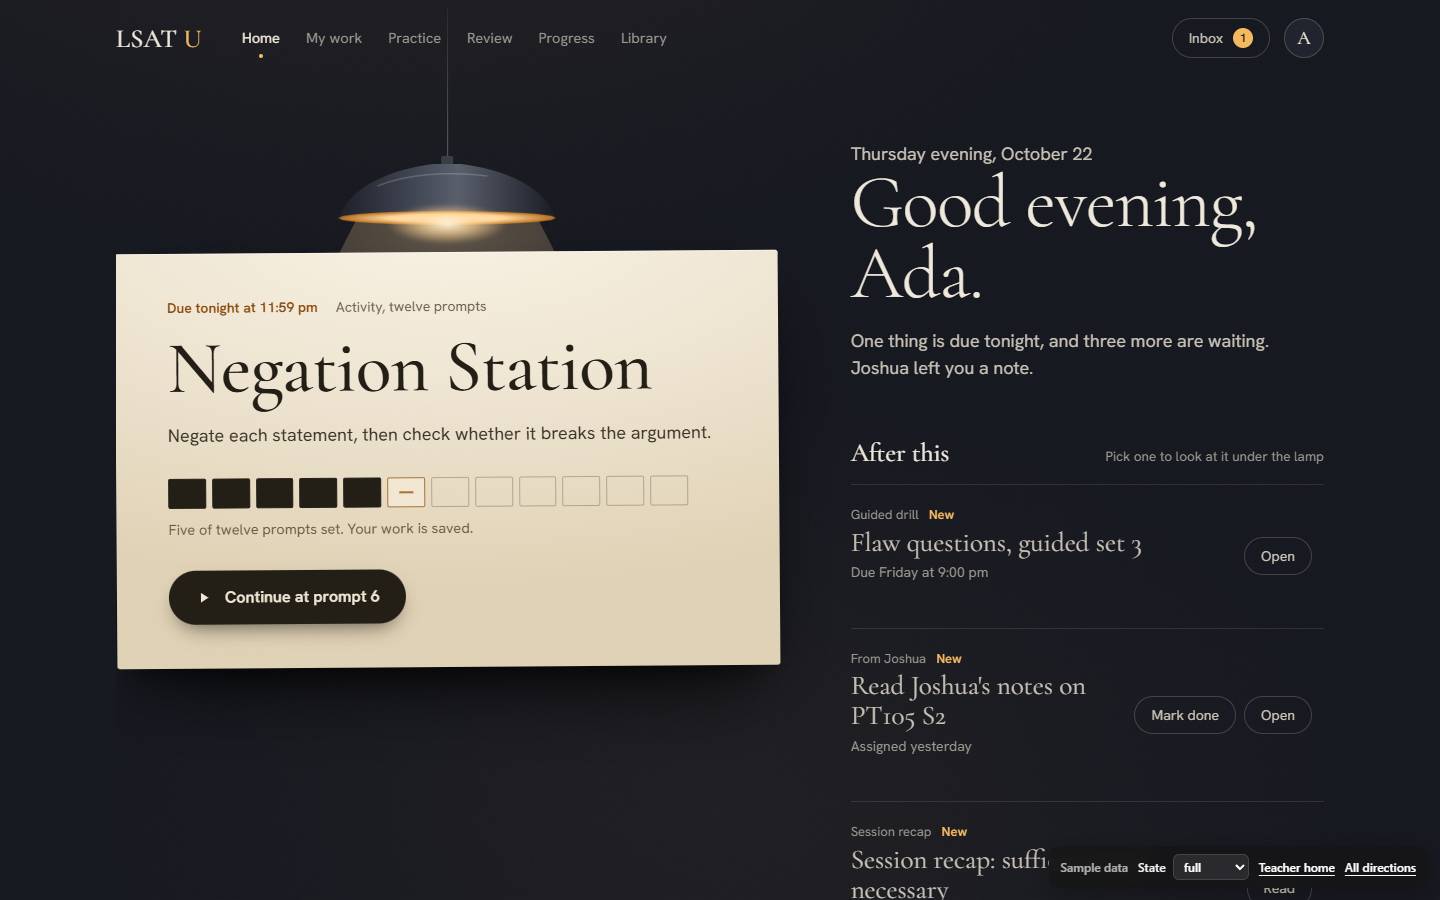 LSAT U
Home
My work
Practice
Review
Progress
Library
Inbox 1
A
Thursday evening, October 22
Good evening,
Ada.
One thing is due tonight, and three more are waiting.
Joshua left you a note.
Due tonight at 11:59 pm
Activity, twelve prompts
Negation Station
Negate each statement, then check whether it breaks the argument.
Five of twelve prompts set. Your work is saved.
Continue at prompt 6
After this
Pick one to look at it under the lamp
Guided drill New
Flaw questions, guided set 3
Due Friday at 9:00 pm
Open
From Joshua New
Read Joshua's notes on
PT105 S2
Assigned yesterday
Mark done
Open
Session recap New
Session recap:
necessary
Read
Sample data State full Teacher home All directions